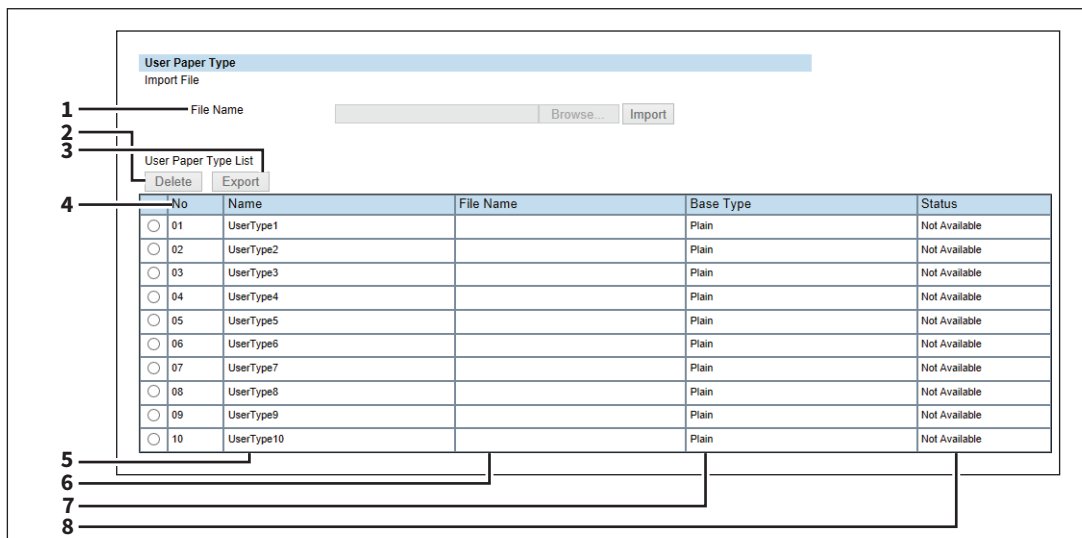 User Paper Type
Import File
1 File Name Browse... Import
2
3 User Paper Type List
Delete Export
4 No Name File Name Base Type Status
01 UserType1 Plain Not Available
02 UserType2 Plain Not Available
03 UserType3 Plain Not Available
04 UserType4 Plain Not Available
05 UserType5 Plain Not Available
06 UserType6 Plain Not Available
07 UserType7 Plain Not Available
08 UserType8 Plain Not Available
09 UserType9 Plain Not Available
10 UserType10 Plain Not Available
5
6
7
8